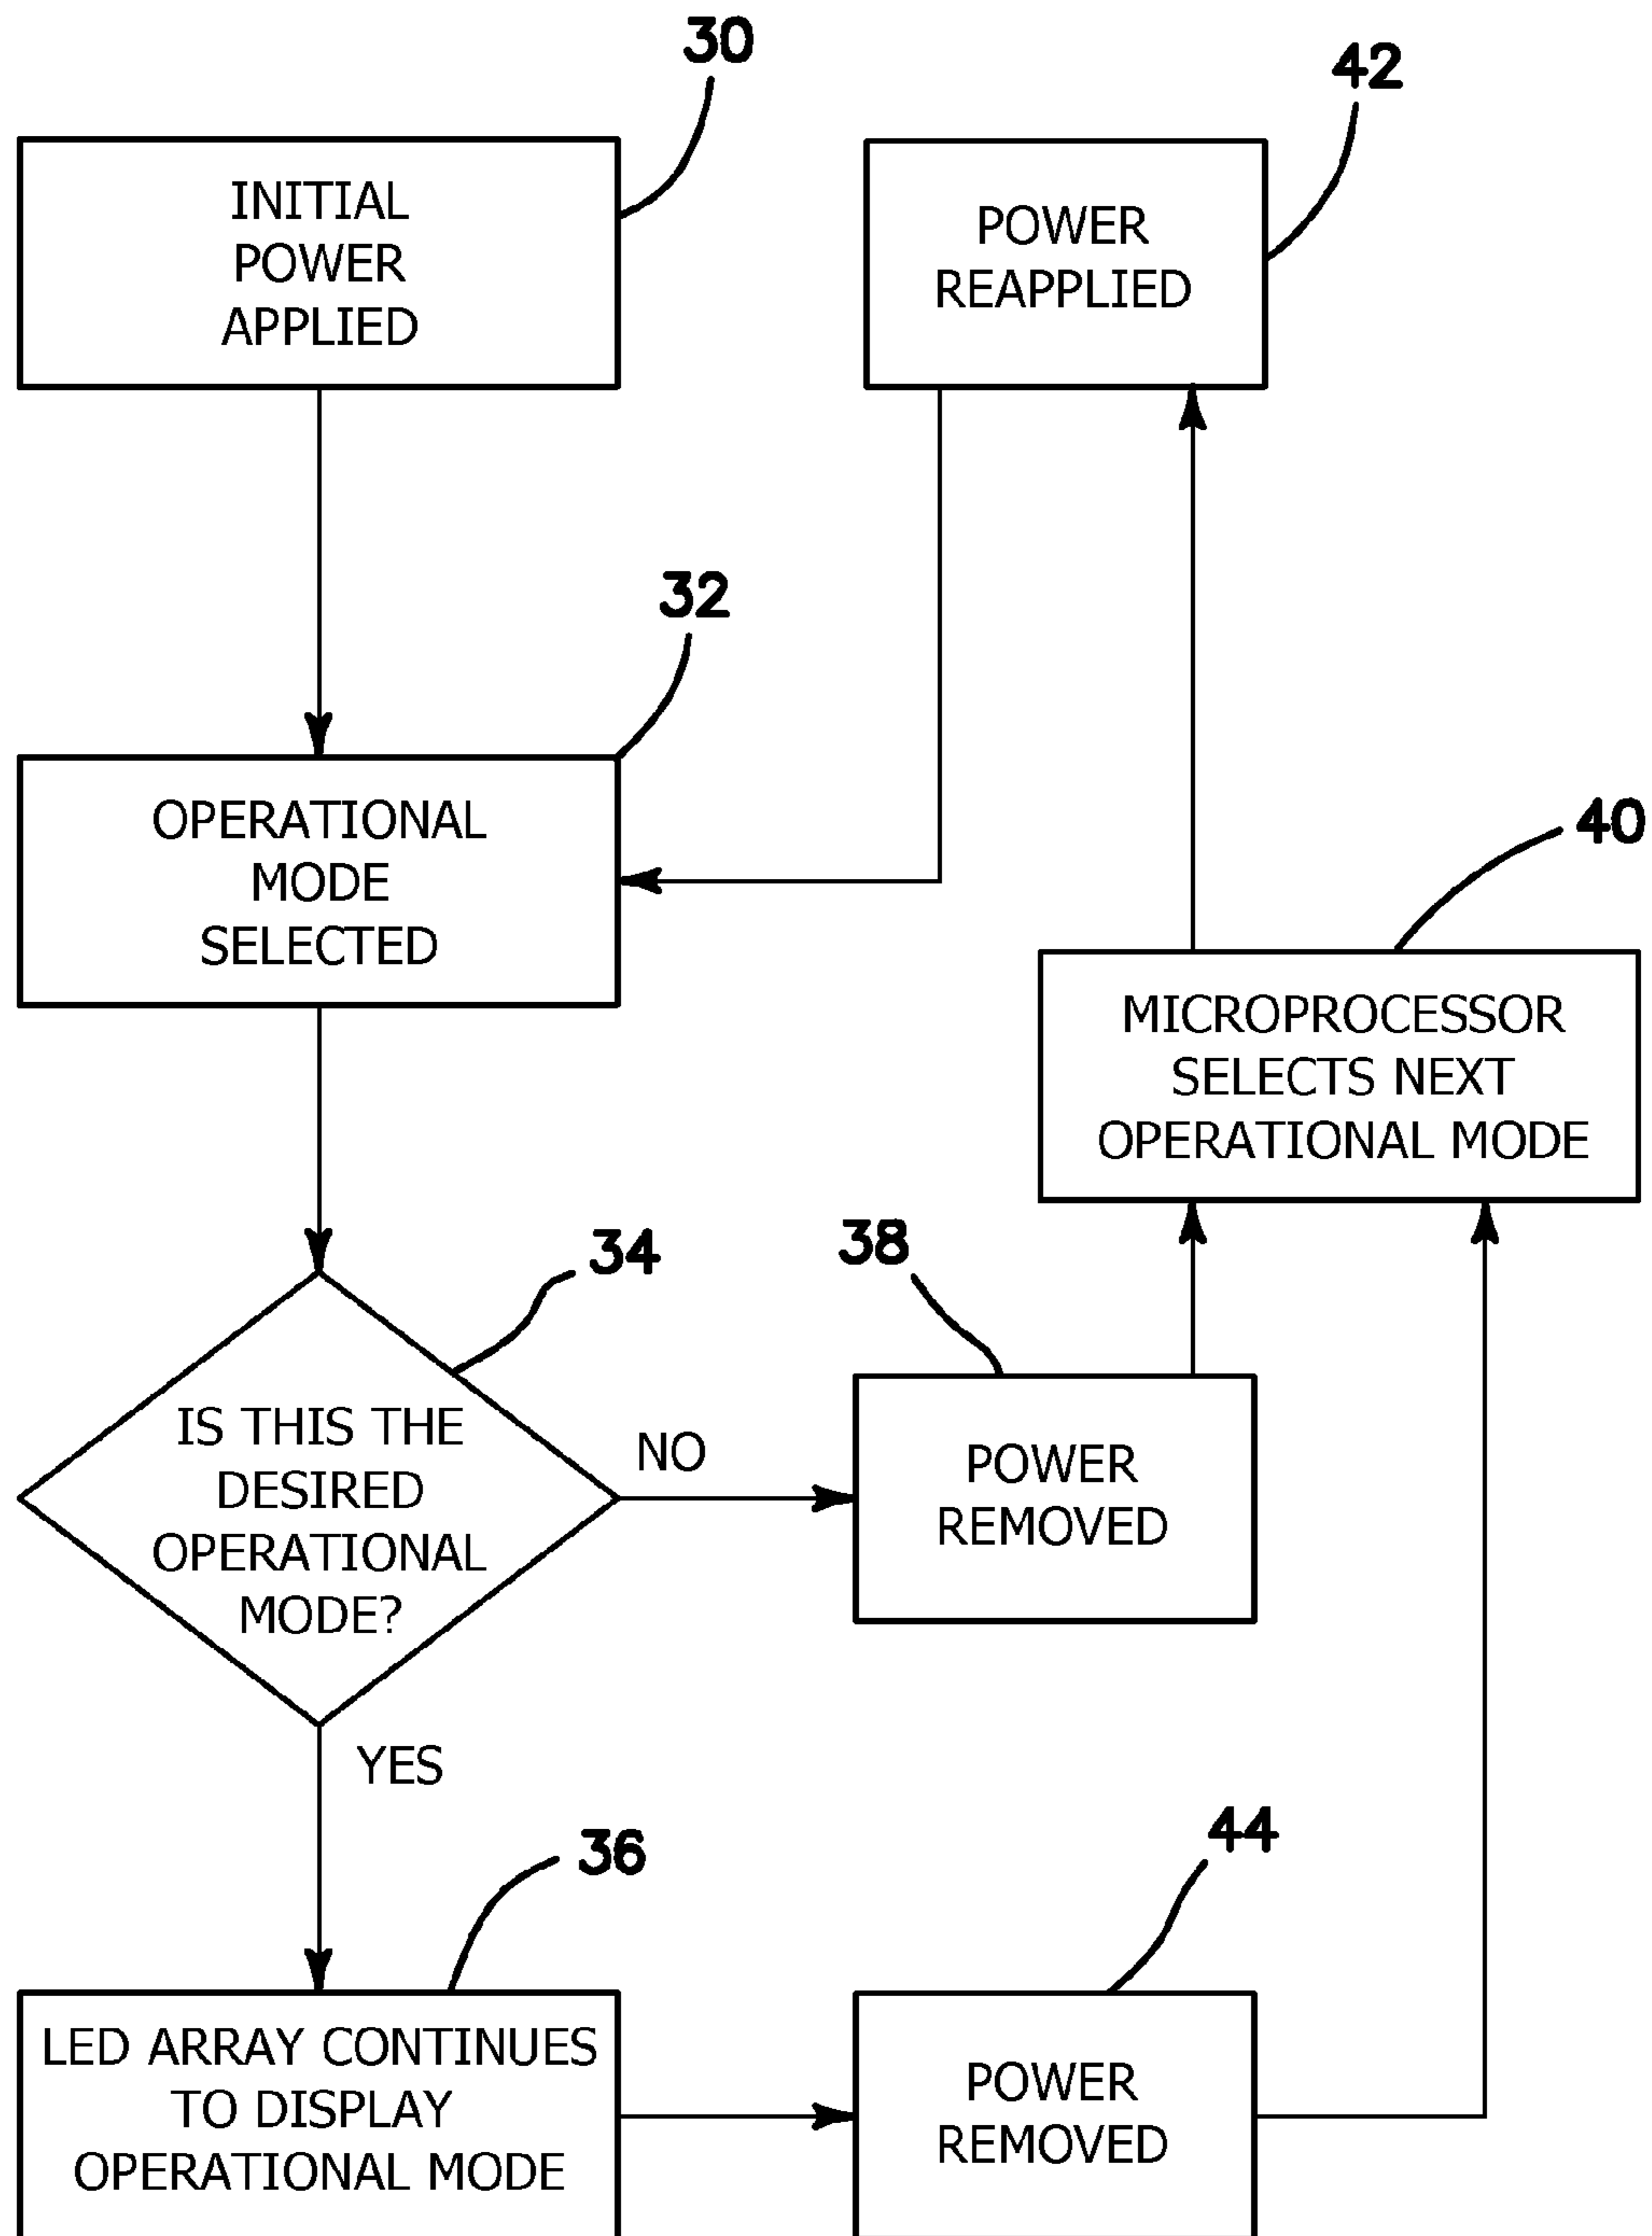 30
42
INITIAL
POWER
APPLIED
POWER
REAPPLIED
32
OPERATIONAL
MODE
SELECTED
40
MICROPROCESSOR
SELECTS NEXT
OPERATIONAL MODE
34
38
IS THIS THE
DESIRED
OPERATIONAL
MODE?
NO
POWER
REMOVED
YES
36
44
LED ARRAY CONTINUES
TO DISPLAY
OPERATIONAL MODE
POWER
REMOVED